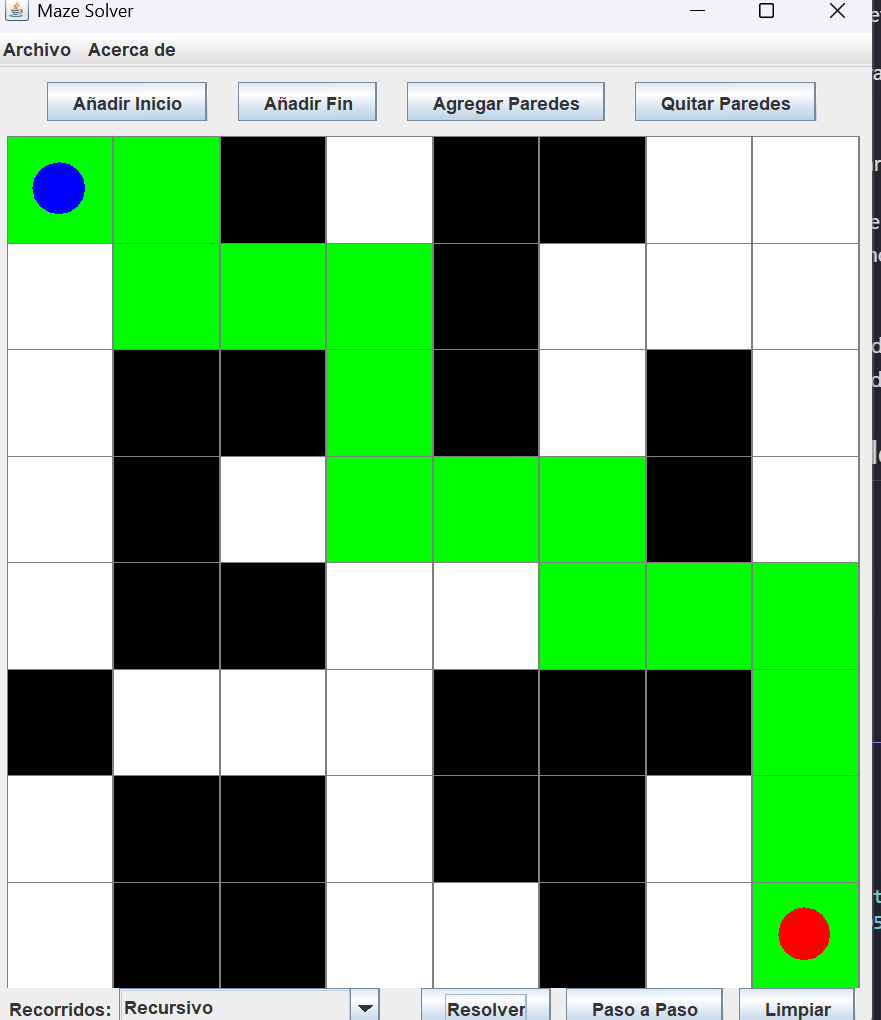 Maze Solver
Archivo Acerca de
Añadir Inicio Añadir Fin Agregar Paredes Quitar Paredes
Recorridos: Recursivo Resolver Paso a Paso Limpiar